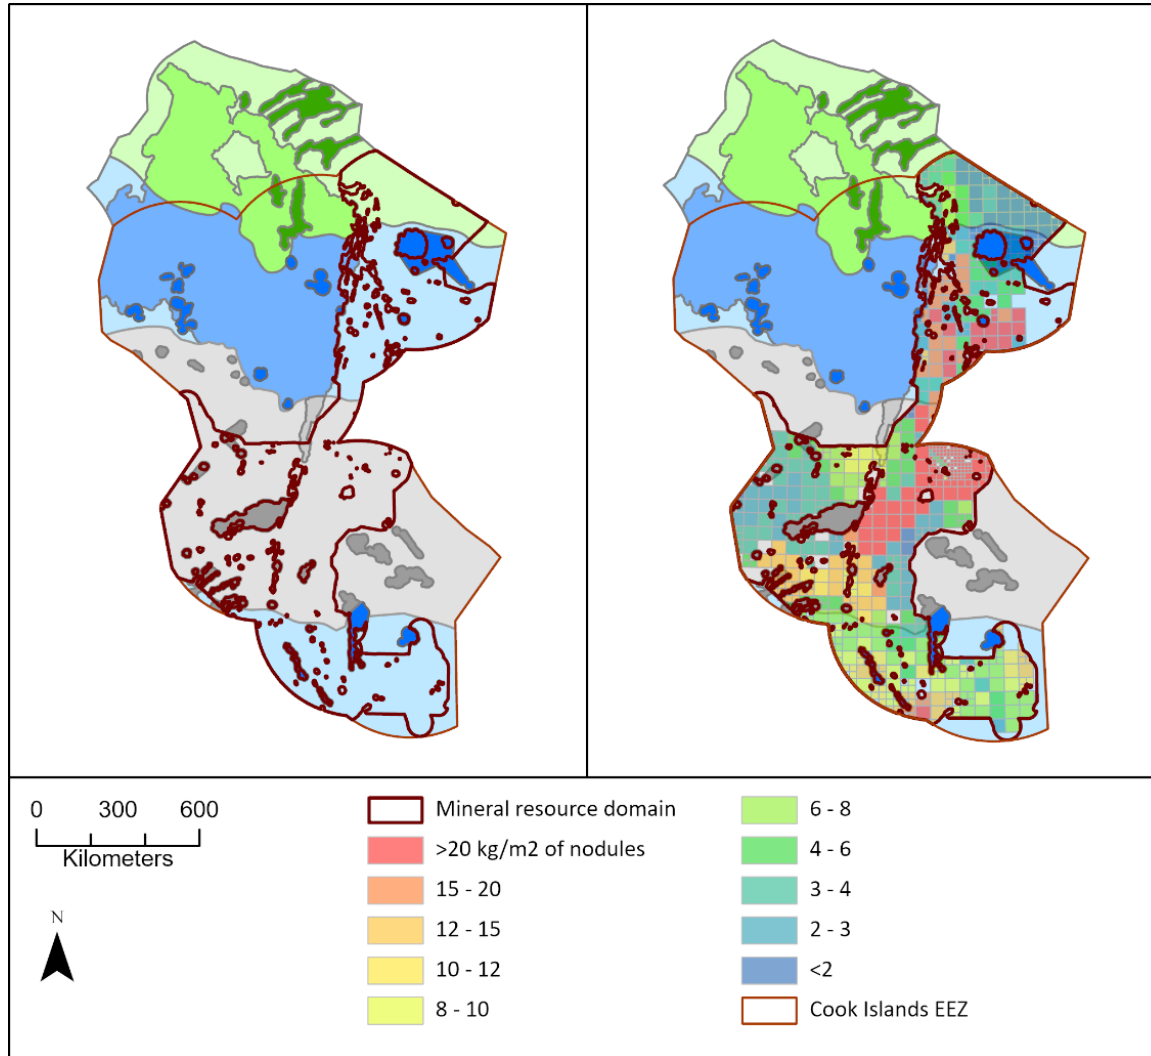 0 300 600
Kilometers
N
Mineral resource domain
>20 kg/m2 of nodules
15 - 20
12 - 15
10 - 12
8 - 10
6 - 8
4 - 6
3 - 4
2 - 3
<2
Cook Islands EEZ